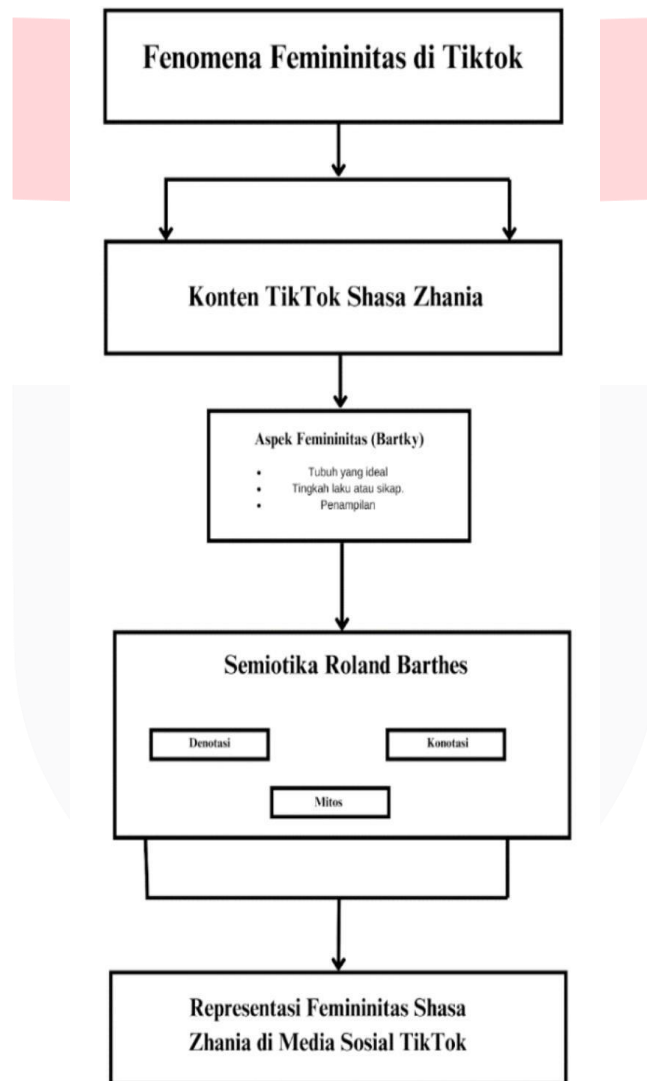 Fenomena Femininitas di Tiktok
Konten TikTok Shasa Zhania
Aspek Femininitas (Bartky)
• Tubuh yang ideal
• Tingkah laku atau sikap.
• Penampilan
Semiotika Roland Barthes
Denotasi
Konotasi
Mitos
Representasi Femininitas Shasa
Zhania di Media Sosial TikTok